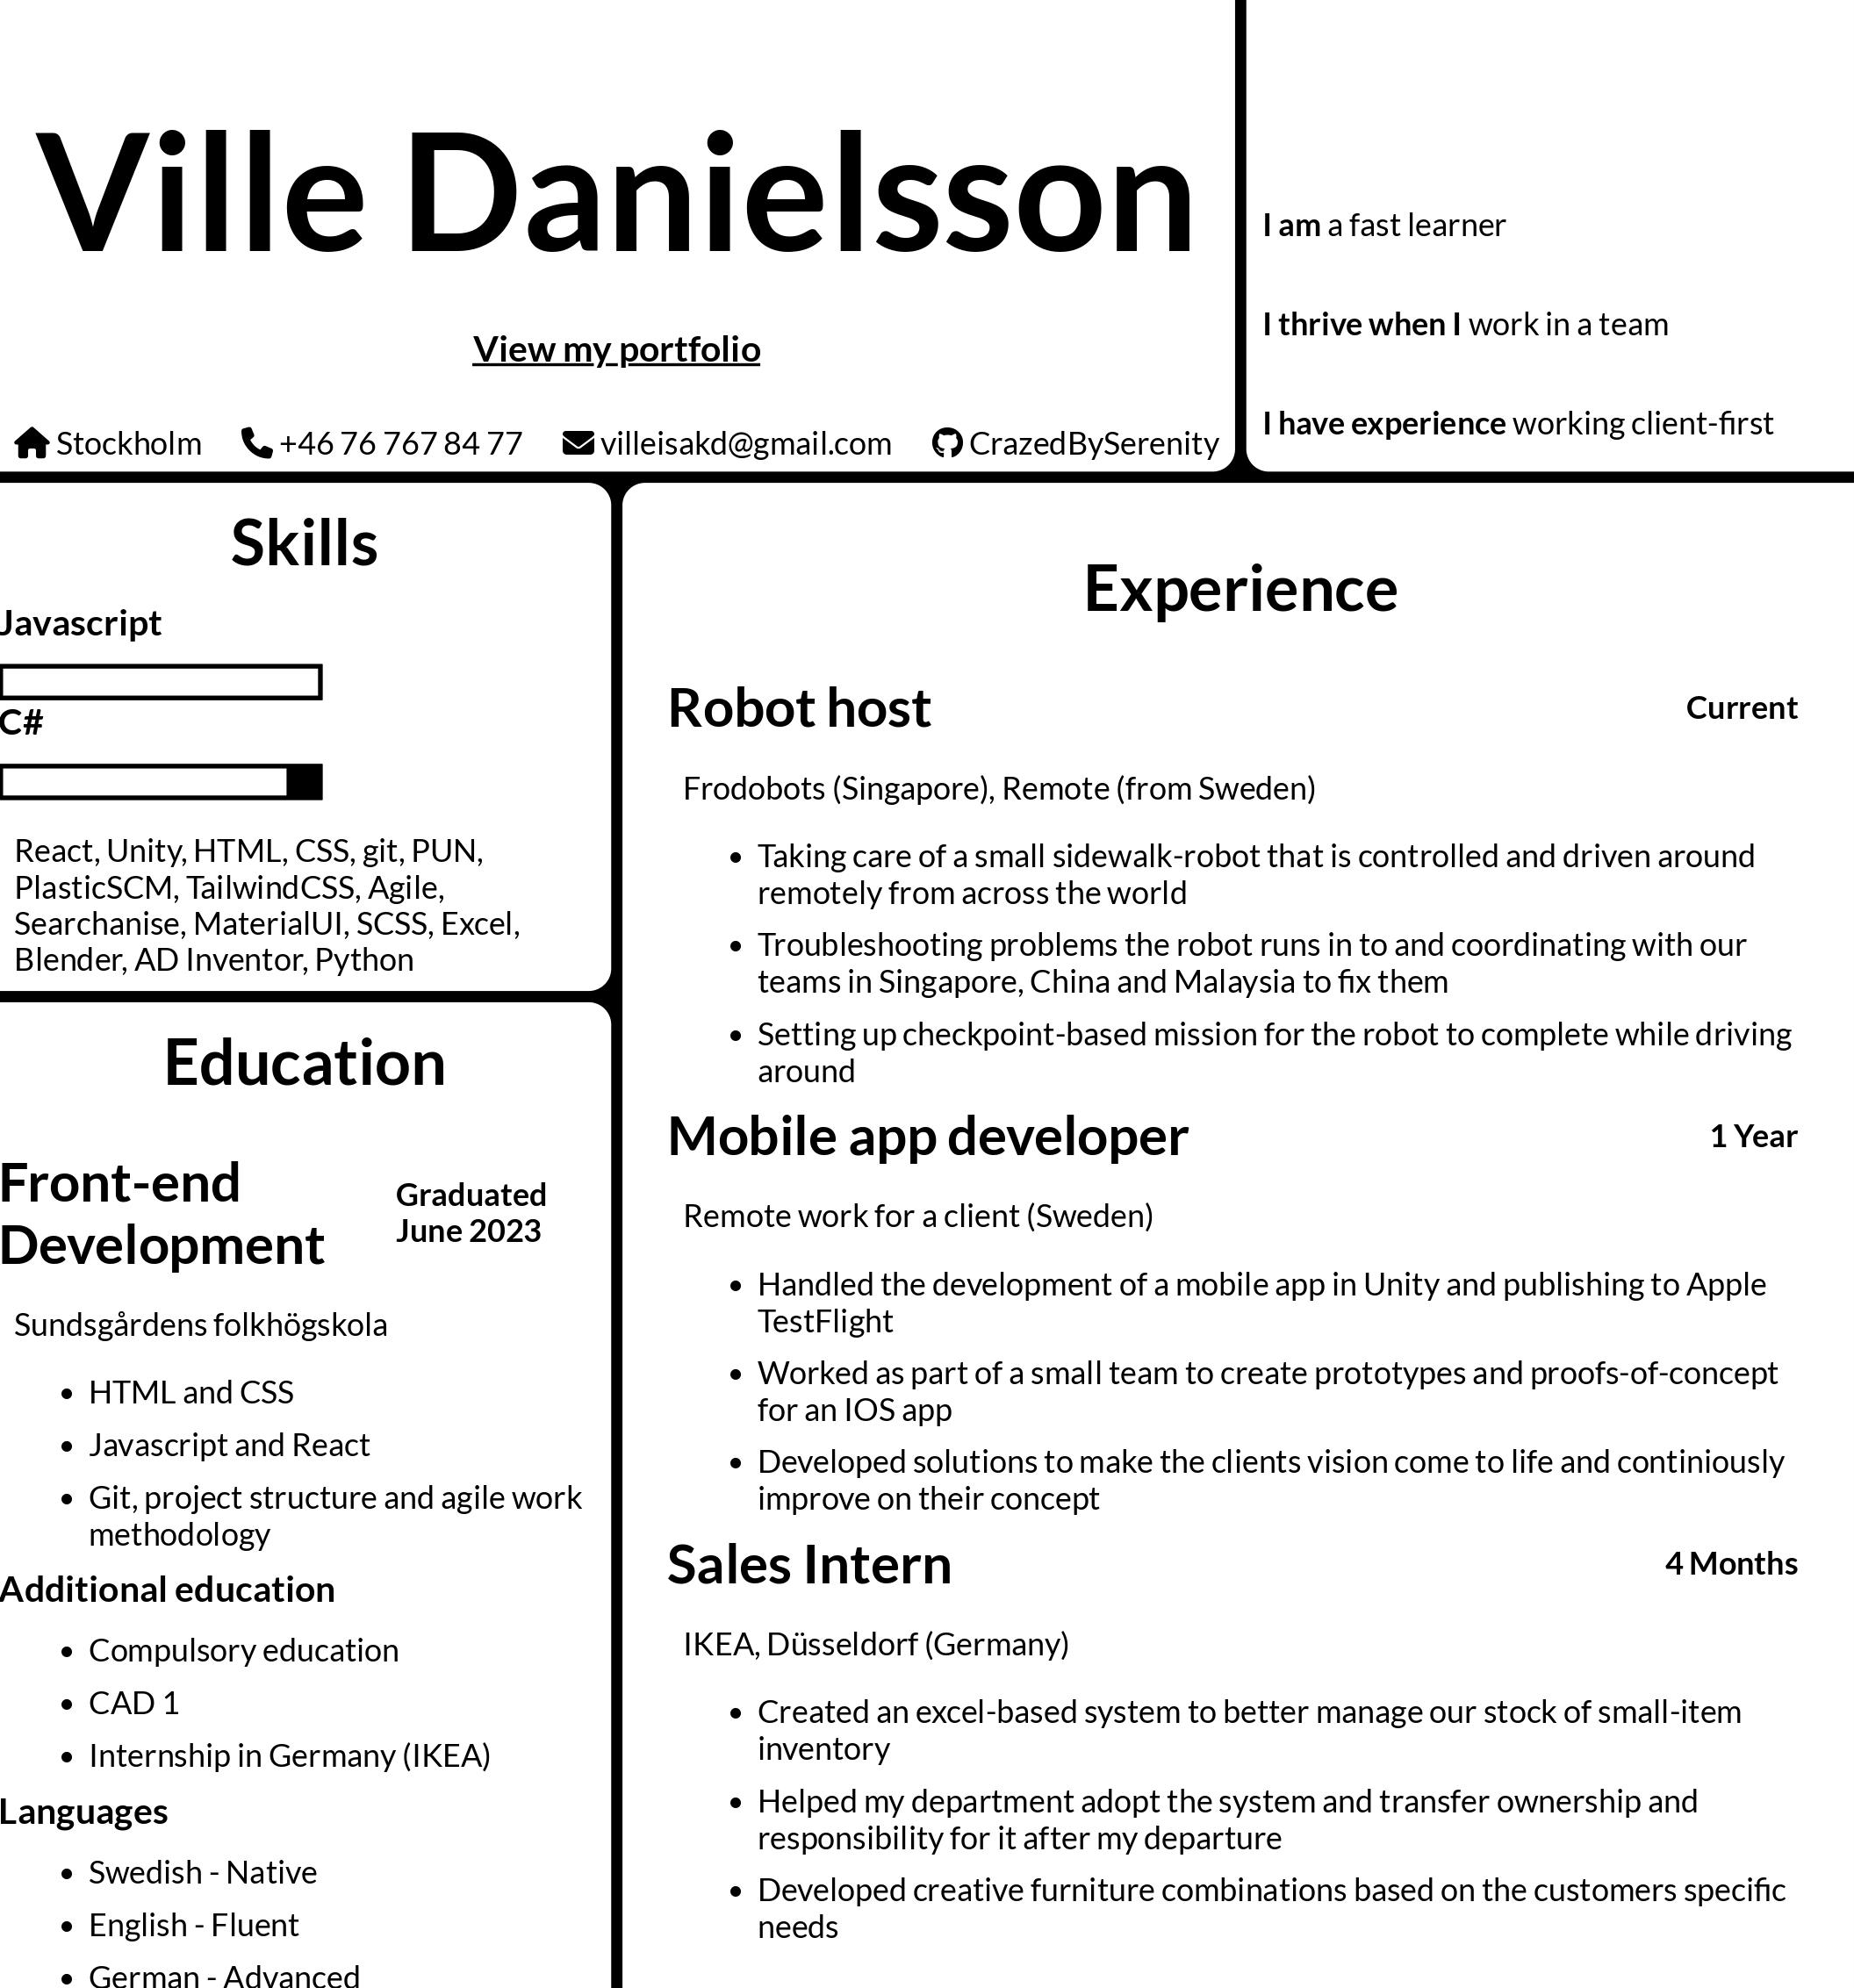 Ville Danielsson
View my portfolio
Stockholm +46 76 767 84 77 villeisakd@gmail.com CrazedBySerenity
I am a fast learner
I thrive when I work in a team
I have experience working client-first
Skills
Javascript
C#
React, Unity, HTML, CSS, git, PUN,
PlasticSCM, TailwindCSS, Agile,
Searchanise, MaterialUI, SCSS, Excel,
Blender, AD Inventor, Python
Education
Front-end
Development
Graduated
June 2023
Sundsgårdens folkhögskola
• HTML and CSS
• Javascript and React
• Git, project structure and agile work
methodology
Additional education
• Compulsory education
• CAD 1
• Internship in Germany (IKEA)
Languages
• Swedish - Native
• English - Fluent
• German - Advanced
Experience
Robot host Current
Frodobots (Singapore), Remote (from Sweden)
• Taking care of a small sidewalk-robot that is controlled and driven around
remotely from across the world
• Troubleshooting problems the robot runs in to and coordinating with our
teams in Singapore, China and Malaysia to fix them
• Setting up checkpoint-based mission for the robot to complete while driving
around
Mobile app developer 1 Year
Remote work for a client (Sweden)
• Handled the development of a mobile app in Unity and publishing to Apple
TestFlight
• Worked as part of a small team to create prototypes and proofs-of-concept
for an IOS app
• Developed solutions to make the clients vision come to life and continiously
improve on their concept
Sales Intern 4 Months
IKEA, Düsseldorf (Germany)
• Created an excel-based system to better manage our stock of small-item
inventory
• Helped my department adopt the system and transfer ownership and
responsibility for it after my departure
• Developed creative furniture combinations based on the customers specific
needs